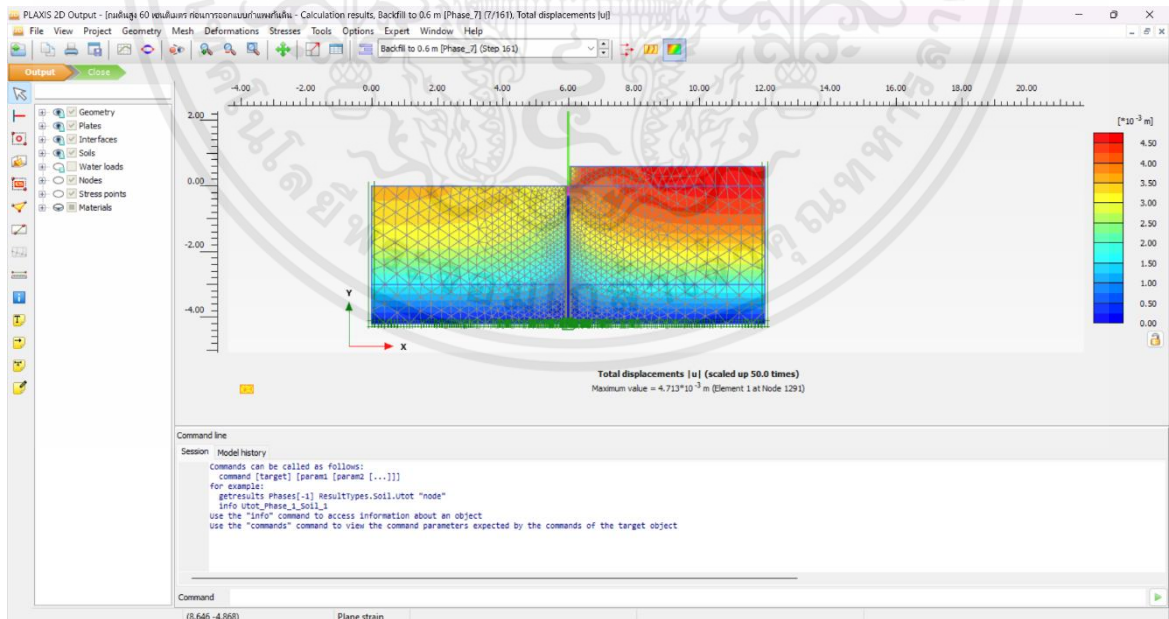 PLAXIS 2D Output - [ถมดินสูง 60 เซนติเมตร ก่อนการออกแบบกำแพงกันดิน - Calculation results, Backfill to 0.6 m [Phase_7] (7/161), Total displacements |u|]
File View Project Geometry Mesh Deformations Stresses Tools Options Expert Window Help
Backfill to 0.6 m [Phase_7] (Step 161)
Output Close
Geometry
Plates
Interfaces
Soils
Water loads
Nodes
Stress points
Materials
-4.00 -2.00 0.00 2.00 4.00 6.00 8.00 10.00 12.00 14.00 16.00 18.00 20.00
2.00
0.00
-2.00
-4.00
Y
X
[*10⁻³ m]
4.50
4.00
3.50
3.00
2.50
2.00
1.50
1.00
0.50
0.00
Total displacements |u| (scaled up 50.0 times)
Maximum value = 4.713*10⁻³ m (Element 1 at Node 1291)
Command line
Session Model history
Commands can be called as follows:
command [target] [param1 [param2 [...]]]
for example:
getresults Phases[-1] ResultTypes.Soil.Utot "node"
info Utot_Phase_1_Soil_1
Use the "info" command to access information about an object
Use the "commands" command to view the command parameters expected by the commands of the target object
Command
(8.646 -4.868) Plane strain